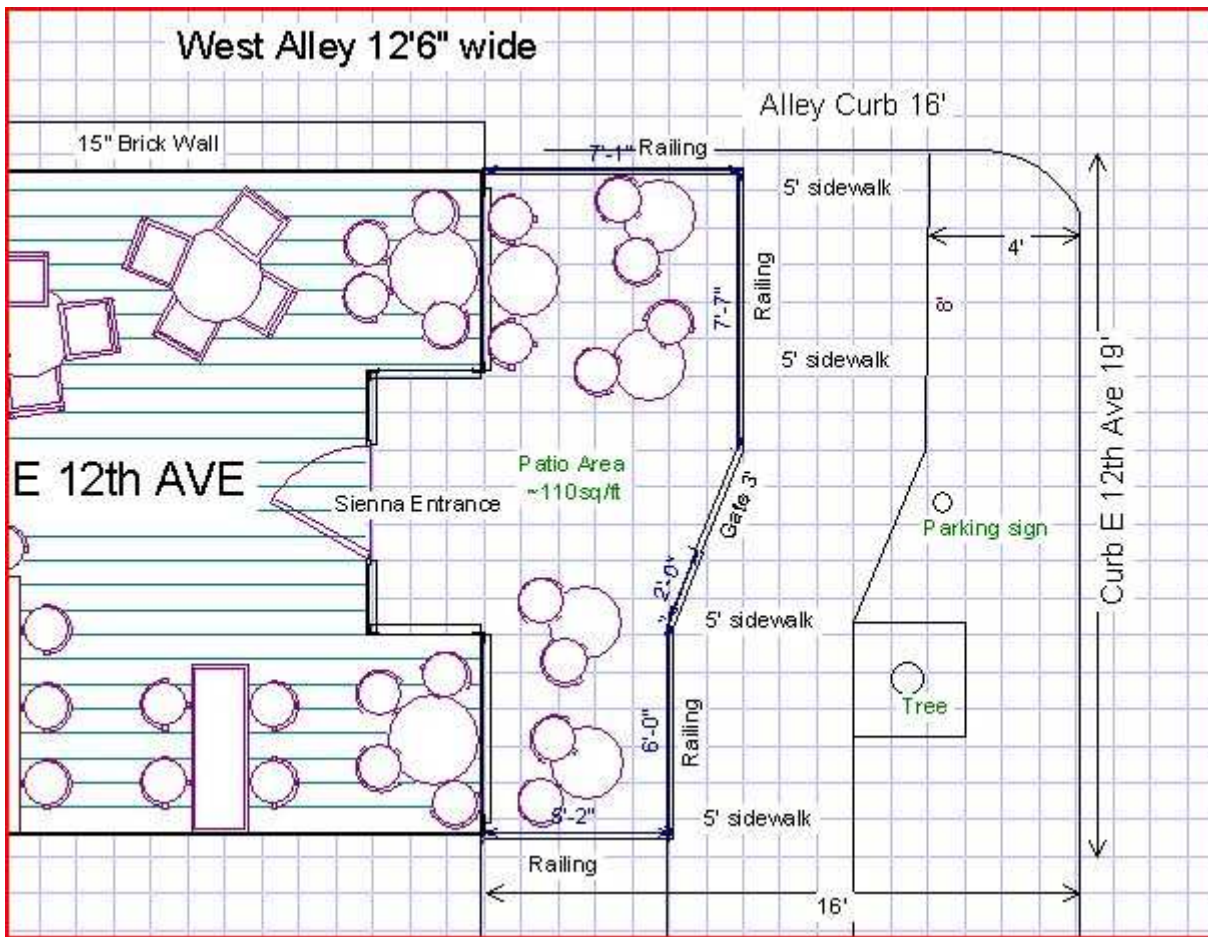 West Alley 12'6" wide
Alley Curb 16'
15" Brick Wall
7'-1"
Railing
5' sidewalk
4'
Railing
7'-7"
8'
5' sidewalk
Curb E 12th Ave 19'
E 12th AVE
Patio Area
~110sq/ft
Sienna Entrance
Gate 3'
Parking sign
2'-0"
5' sidewalk
Tree
6'-0"
Railing
5' sidewalk
Railing
16'